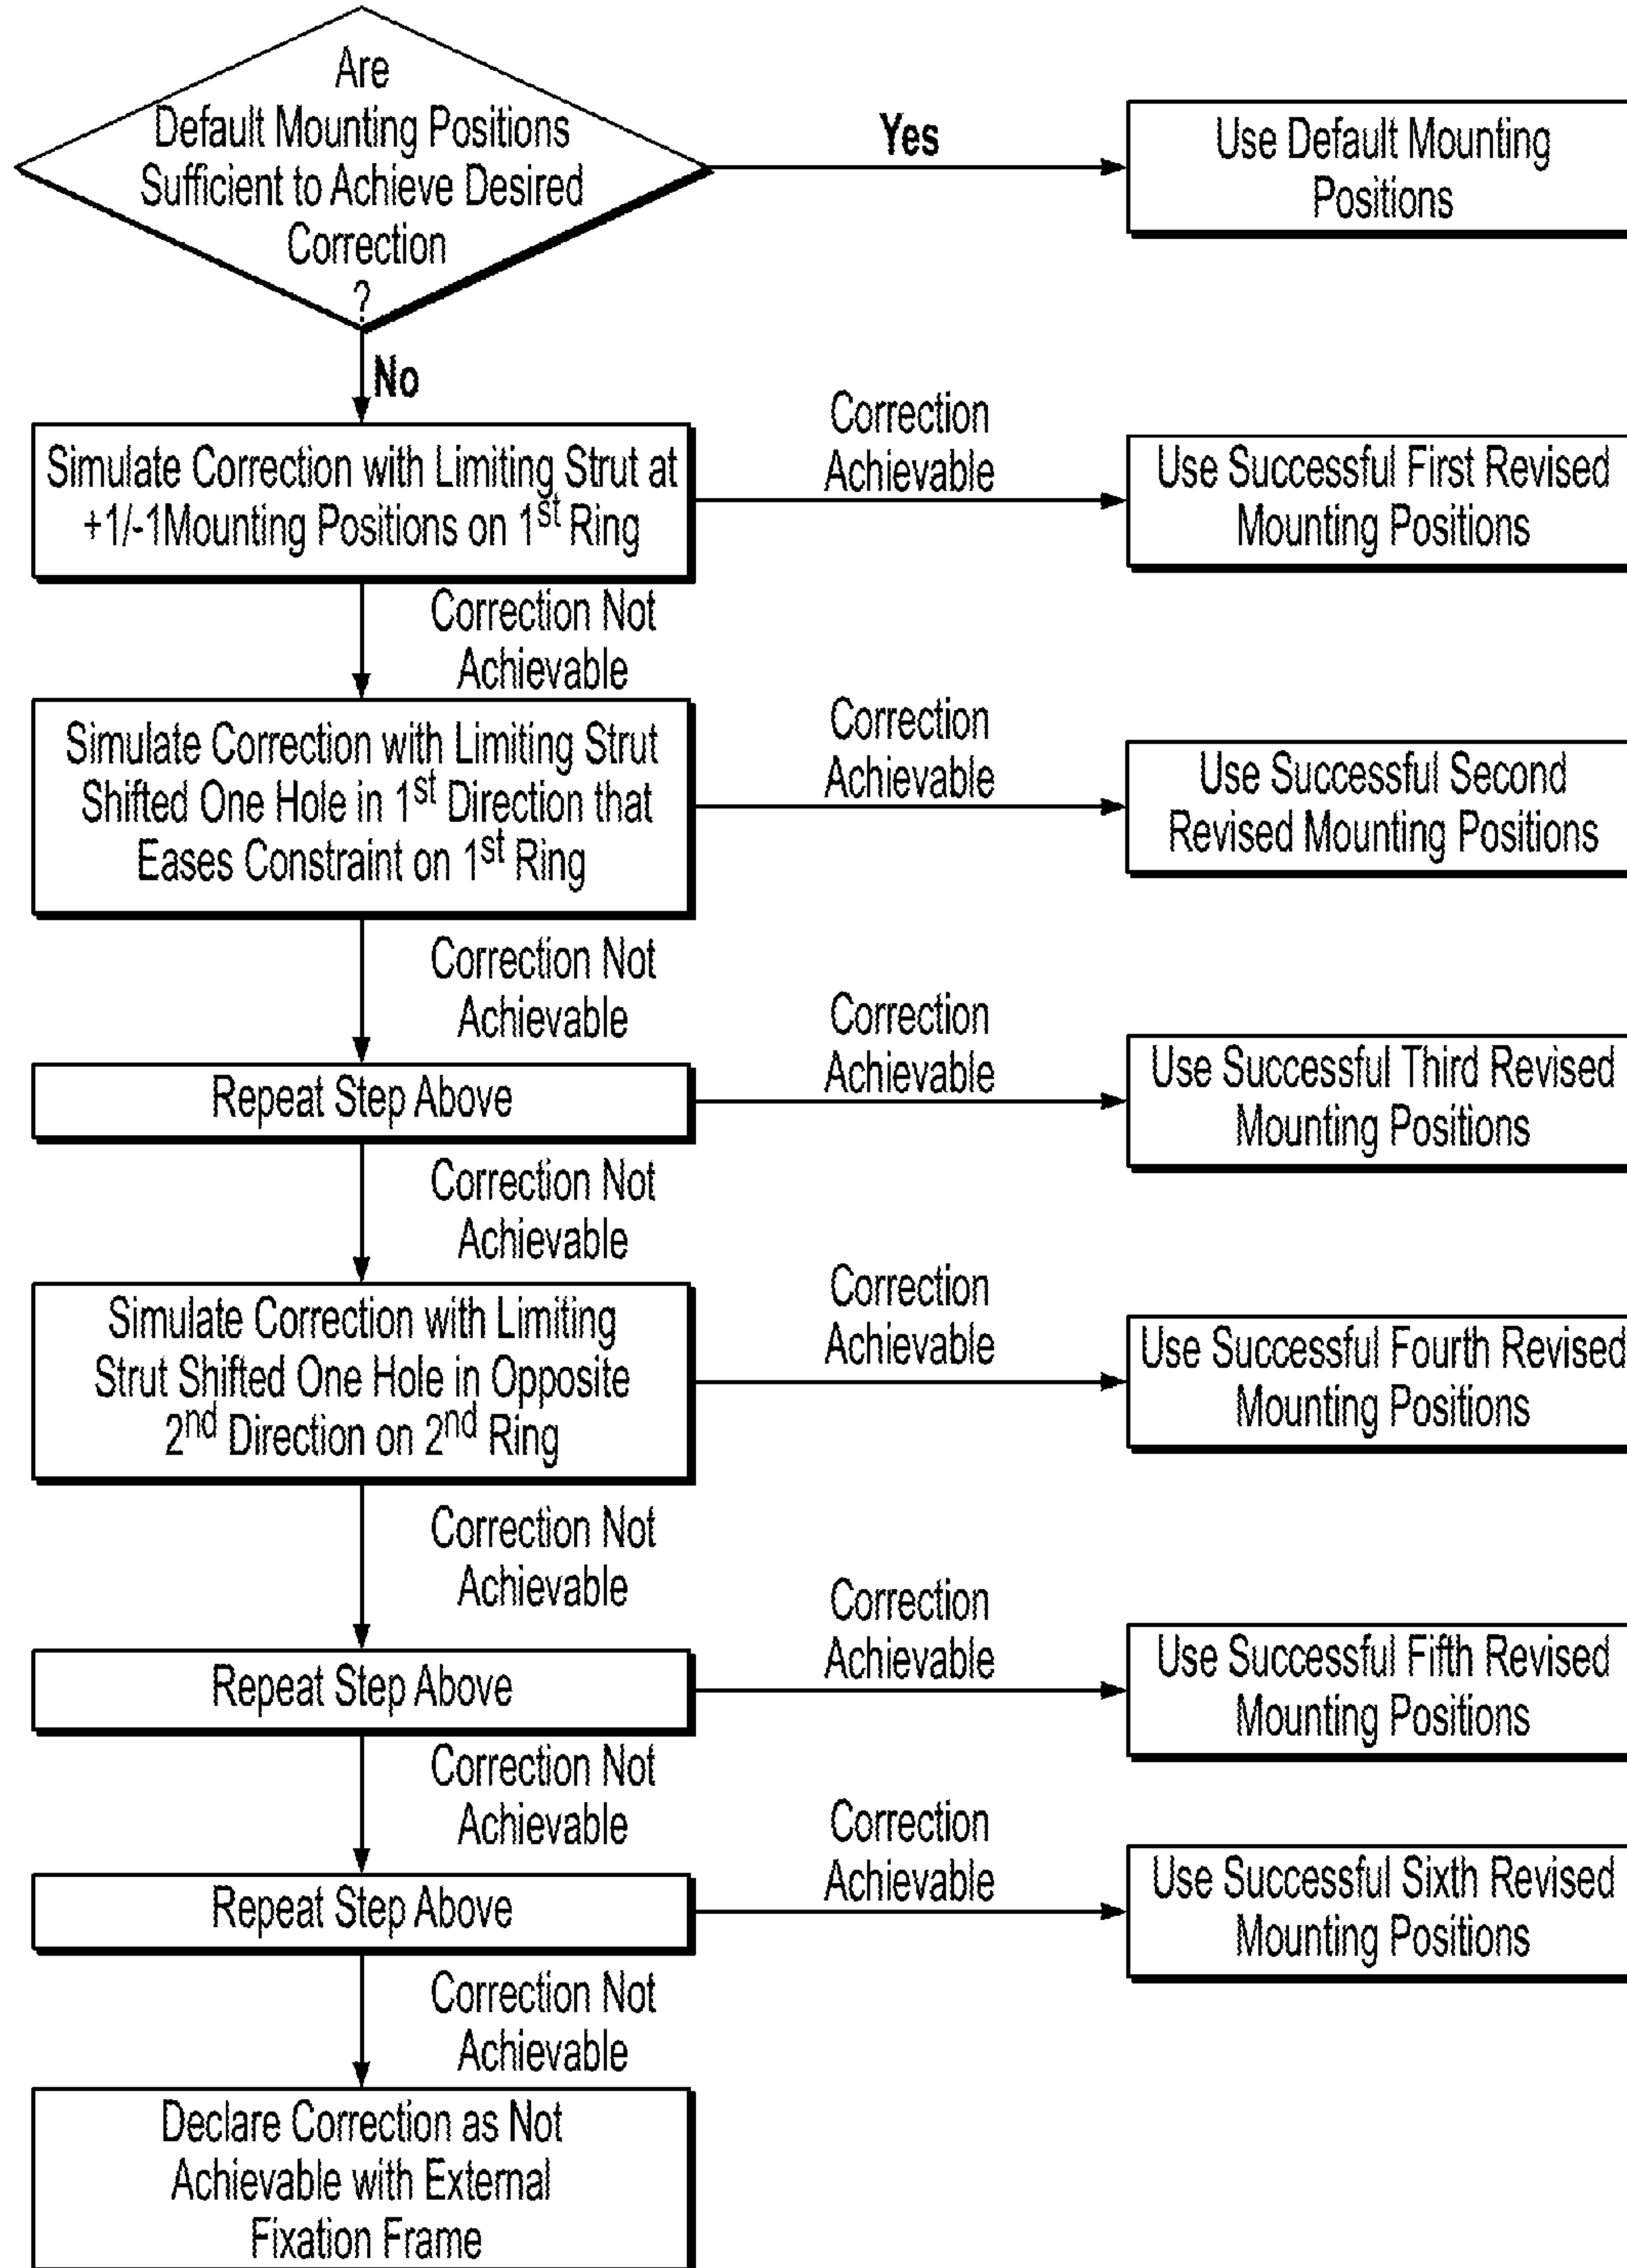 Are
Default Mounting Positions
Sufficient to Achieve Desired
Correction
?
Yes
Use Default Mounting
Positions
No
Simulate Correction with Limiting Strut at
+1/-1Mounting Positions on 1st Ring
Correction
Achievable
Use Successful First Revised
Mounting Positions
Correction Not
Achievable
Simulate Correction with Limiting Strut
Shifted One Hole in 1st Direction that
Eases Constraint on 1st Ring
Correction
Achievable
Use Successful Second
Revised Mounting Positions
Correction Not
Achievable
Repeat Step Above
Correction
Achievable
Use Successful Third Revised
Mounting Positions
Correction Not
Achievable
Simulate Correction with Limiting
Strut Shifted One Hole in Opposite
2nd Direction on 2nd Ring
Correction
Achievable
Use Successful Fourth Revised
Mounting Positions
Correction Not
Achievable
Repeat Step Above
Correction
Achievable
Use Successful Fifth Revised
Mounting Positions
Correction Not
Achievable
Repeat Step Above
Correction
Achievable
Use Successful Sixth Revised
Mounting Positions
Correction Not
Achievable
Declare Correction as Not
Achievable with External
Fixation Frame